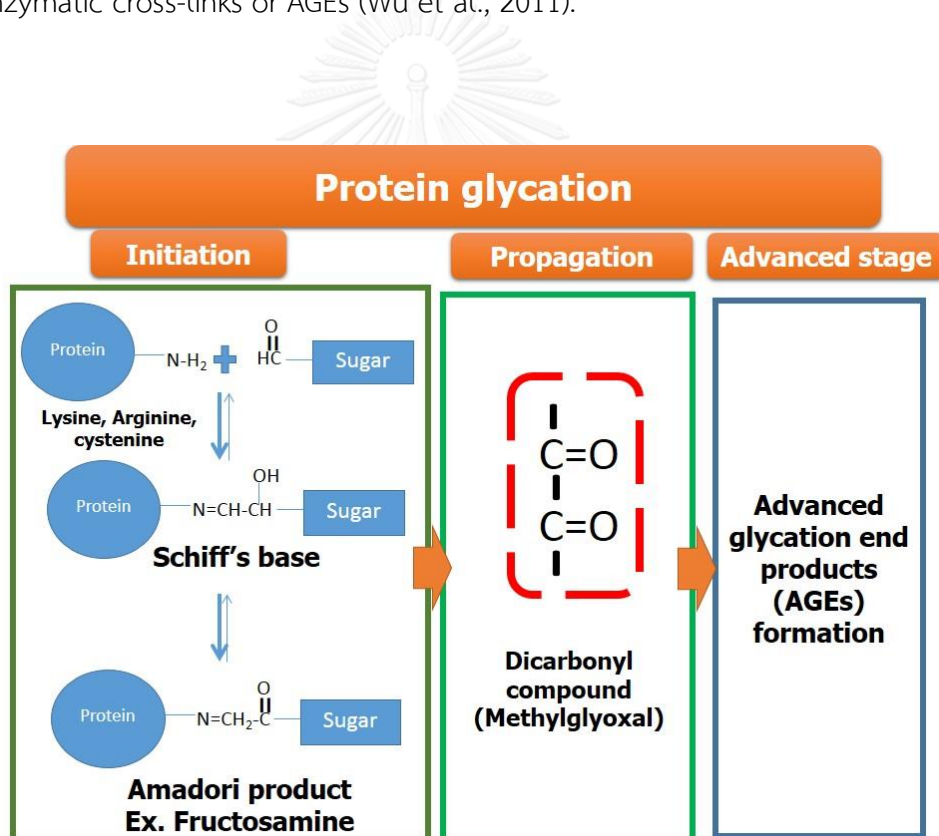 nzymatic cross-links or AGEs (Wu et al., 2011).
Protein glycation
Initiation
Propagation
Advanced stage
Protein
N-H₂
O
HC
Sugar
Lysine, Arginine,
cystenine
Protein
OH
N=CH-CH
Sugar
Schiff's base
Protein
O
N=CH₂-C
Sugar
Amadori product
Ex. Fructosamine
C=O
C=O
Dicarbonyl
compound
(Methylglyoxal)
Advanced
glycation end
products
(AGEs)
formation